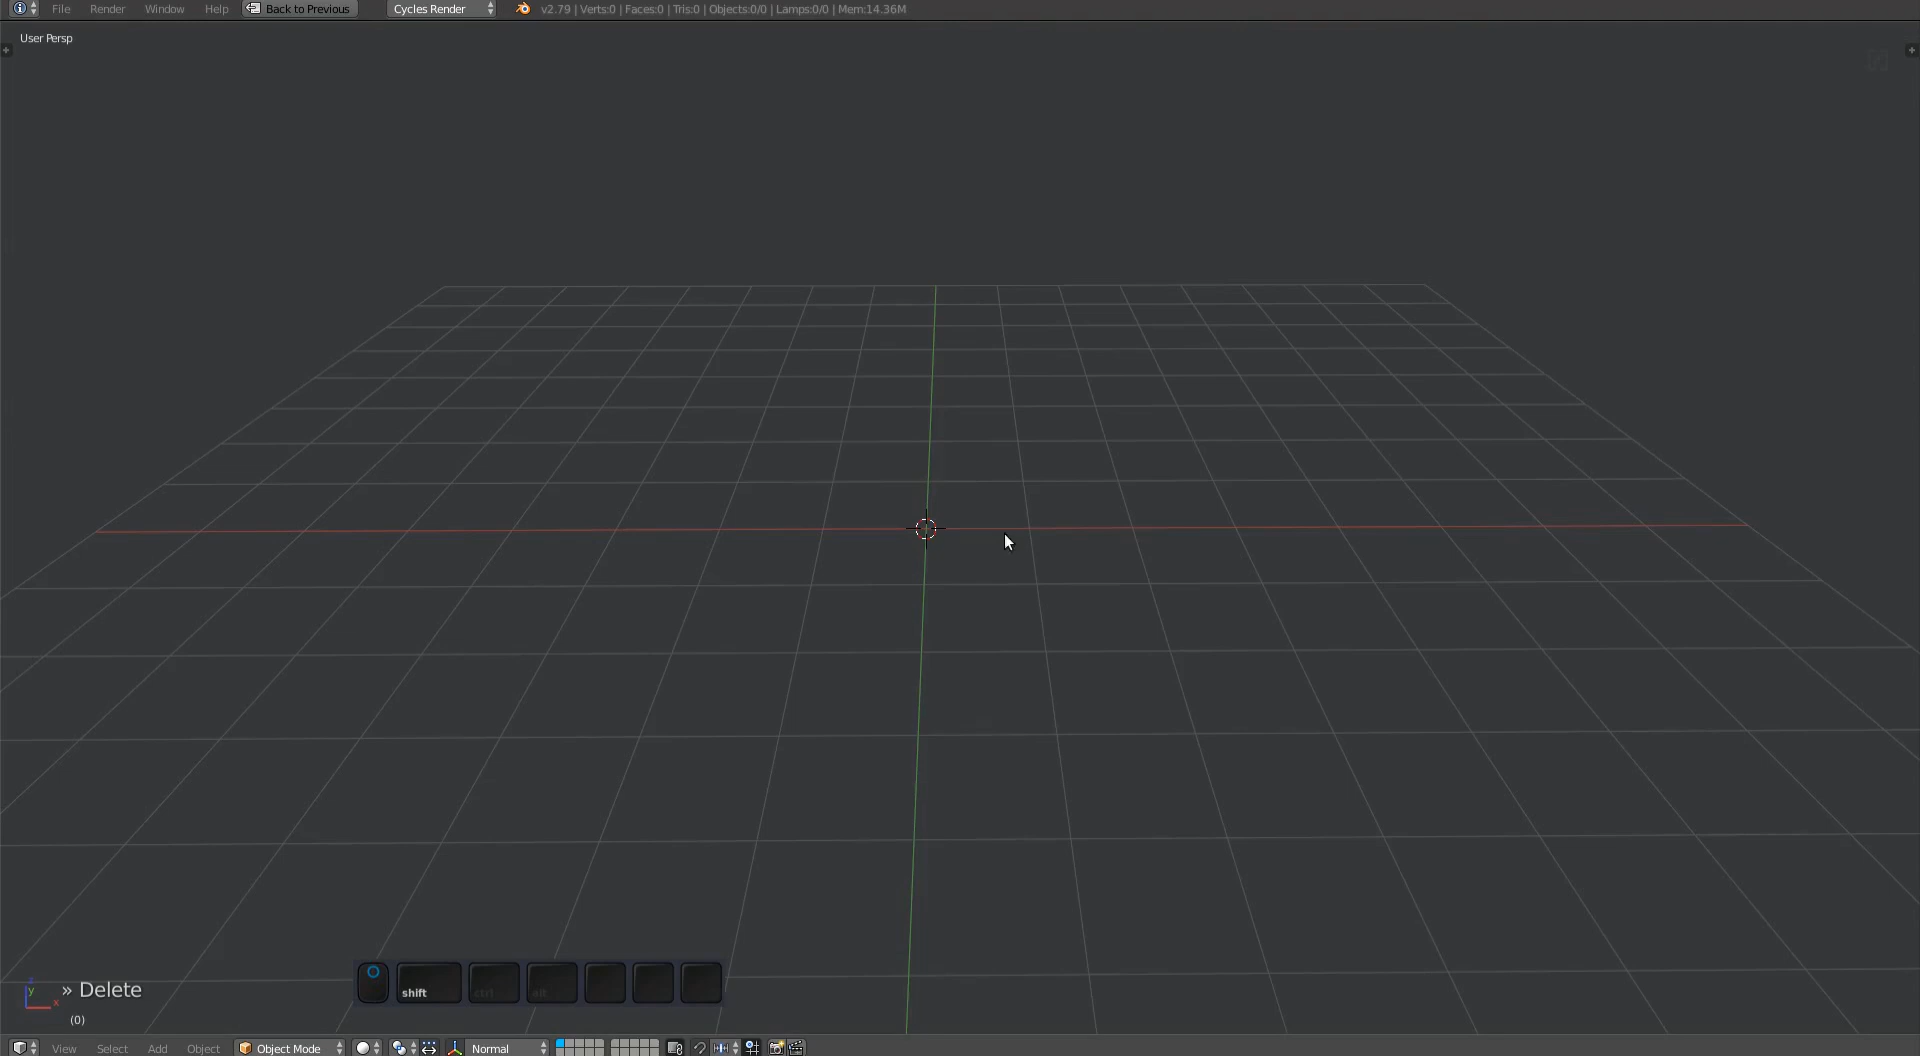 File Render Window Help Back to Previous Cycles Render v2.79 | Verts:0 | Faces:0 | Tris:0 | Objects:0/0 | Lamps:0/0 | Mem:14.36M
User Persp
shift ctrl alt
z
y
x
» Delete
(0)
View Select Add Object Object Mode Normal